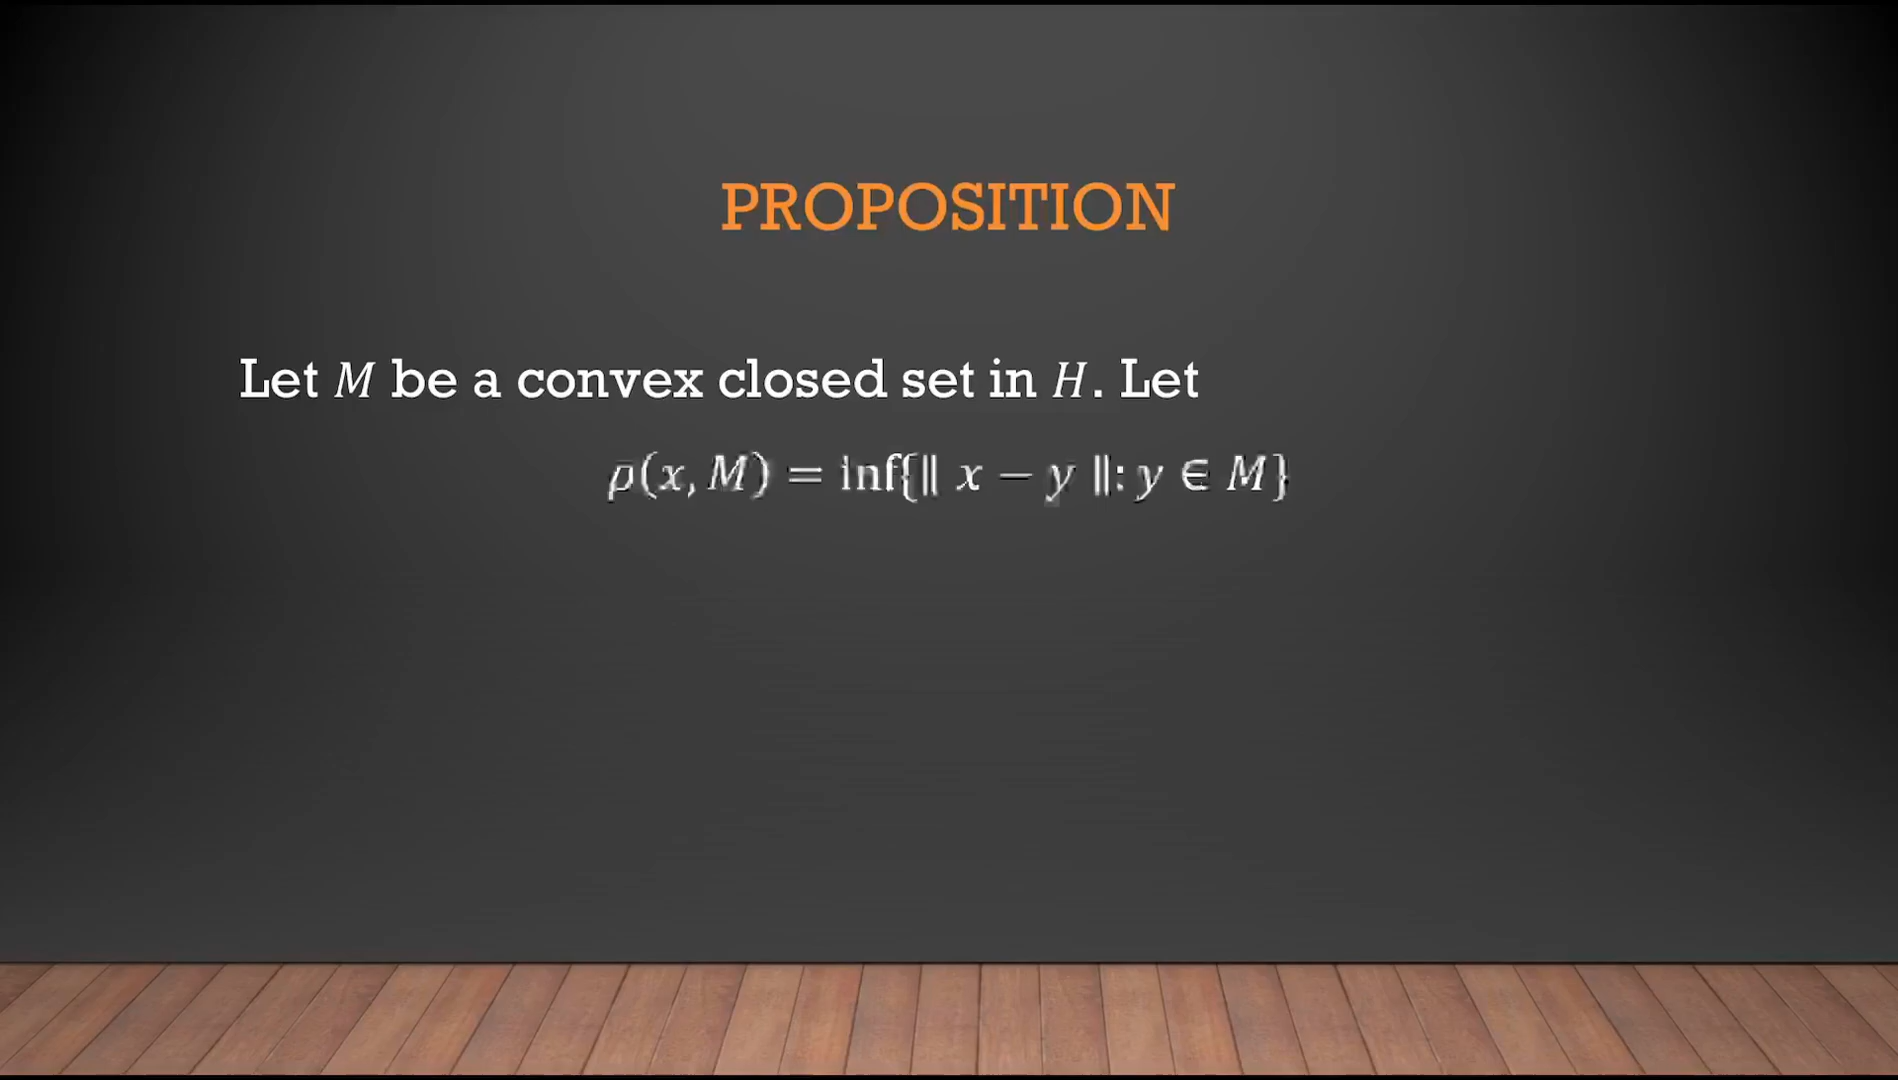 PROPOSITION
Let M be a convex closed set in H. Let
ρ(x, M) = inf{‖ x − y ‖: y ∈ M}